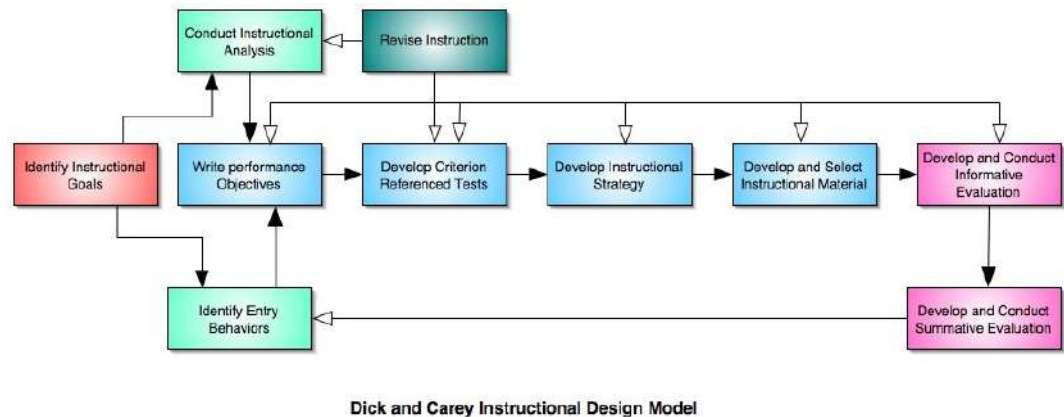 Conduct Instructional
Analysis
Revise Instruction
Identify Instructional
Goals
Write performance
Objectives
Develop Criterion
Referenced Tests
Develop Instructional
Strategy
Develop and Select
Instructional Material
Develop and Conduct
Informative
Evaluation
Identify Entry
Behaviors
Develop and Conduct
Summative Evaluation
Dick and Carey Instructional Design Model